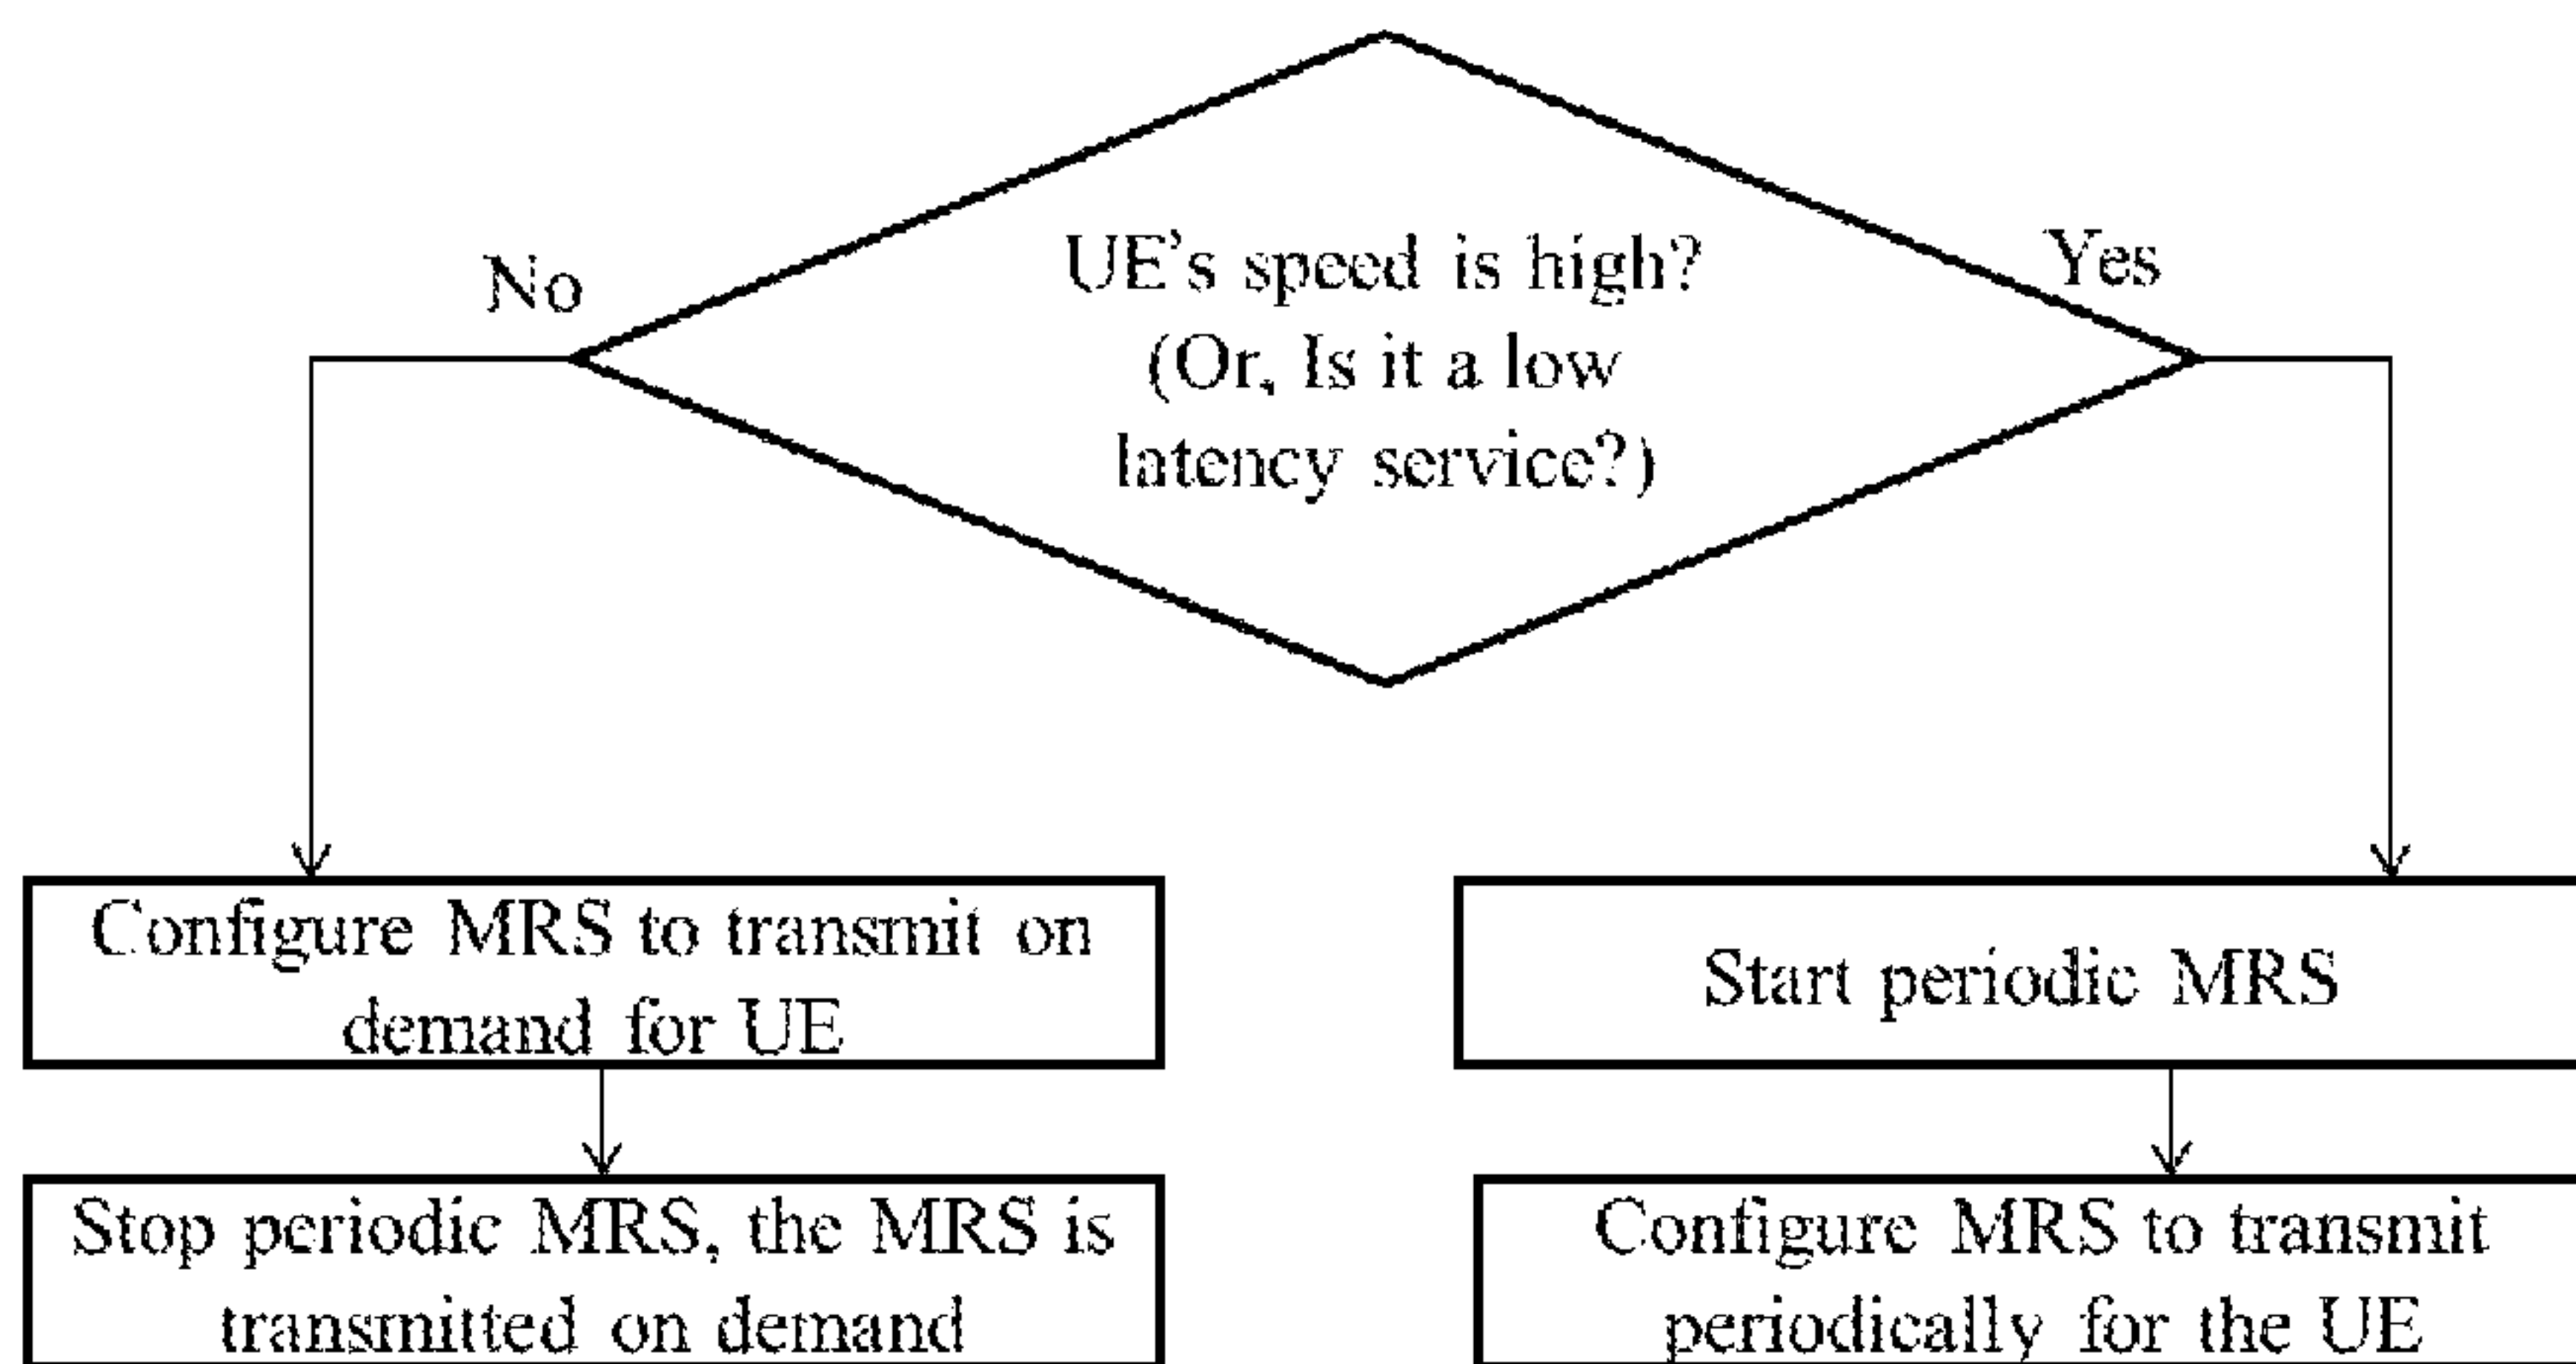 No
Yes
UE's speed is high?
(Or, Is it a low
latency service?)
Configure MRS to transmit on
demand for UE
Start periodic MRS
Stop periodic MRS, the MRS is
transmitted on demand
Configure MRS to transmit
periodically for the UE